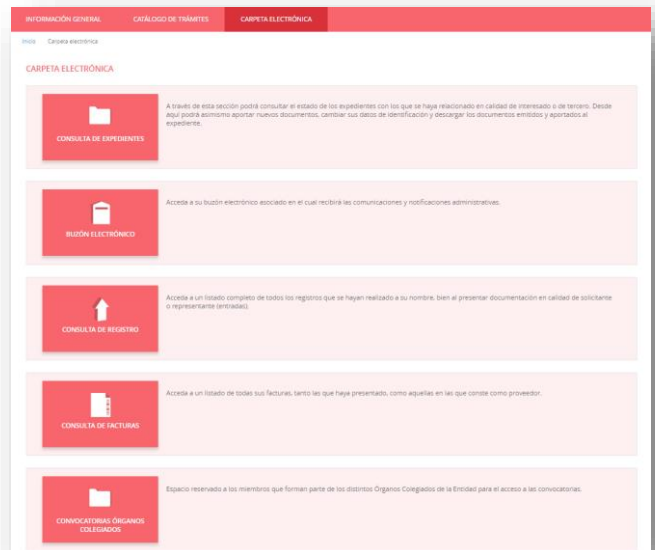 INFORMACIÓN GENERAL CATÁLOGO DE TRÁMITES CARPETA ELECTRÓNICA
Inicio Carpeta electrónica
CARPETA ELECTRÓNICA
CONSULTA DE EXPEDIENTES
A través de esta sección podrá consultar el estado de los expedientes con los que se haya relacionado en calidad de interesado o de tercero. Desde
aquí podrá asimismo aportar nuevos documentos, cambiar sus datos de identificación y descargar los documentos emitidos y aportados al
expediente.
BUZÓN ELECTRÓNICO
Acceda a su buzón electrónico asociado en el cual recibirá las comunicaciones y notificaciones administrativas.
CONSULTA DE REGISTRO
Acceda a un listado completo de todos los registros que se hayan realizado a su nombre, bien al presentar documentación en calidad de solicitante
o representante (entradas).
CONSULTA DE FACTURAS
Acceda a un listado de todas sus facturas, tanto las que haya presentado, como aquellas en las que conste como proveedor.
CONVOCATORIAS ÓRGANOS
COLEGIADOS
Espacio reservado a los miembros que forman parte de los distintos Órganos Colegiados de la Entidad para el acceso a las convocatorias.